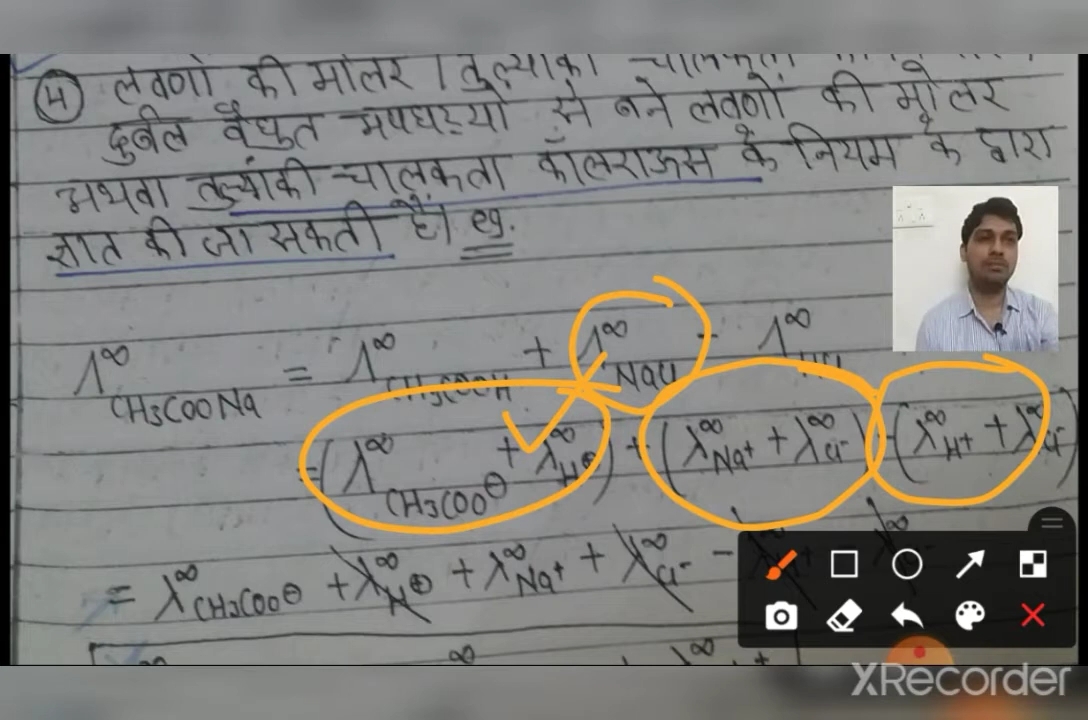 ④ लवणों की मोलर / तुल्यांकी चालकता
दुर्बल वैधुत अपघट्यो से बने लवणों की मोलर
अथवा तुल्यांकी चालकता कॉलराऊस के नियम के द्वारा
ज्ञात की जा सकती है। eg.
Λ∞ CH3COONa = Λ∞ CH3COOH + Λ∞ NaCl - Λ∞ HCl
=(λ∞ CH3COO⊖ + λ∞ H⊕) + (λ∞ Na+ + λ∞ Cl-) - (λ∞ H+ + λ∞ Cl-)
= λ∞ CH3COO⊖ + λ∞ H⊕ + λ∞ Na+ + λ∞ Cl- -
XRecorder